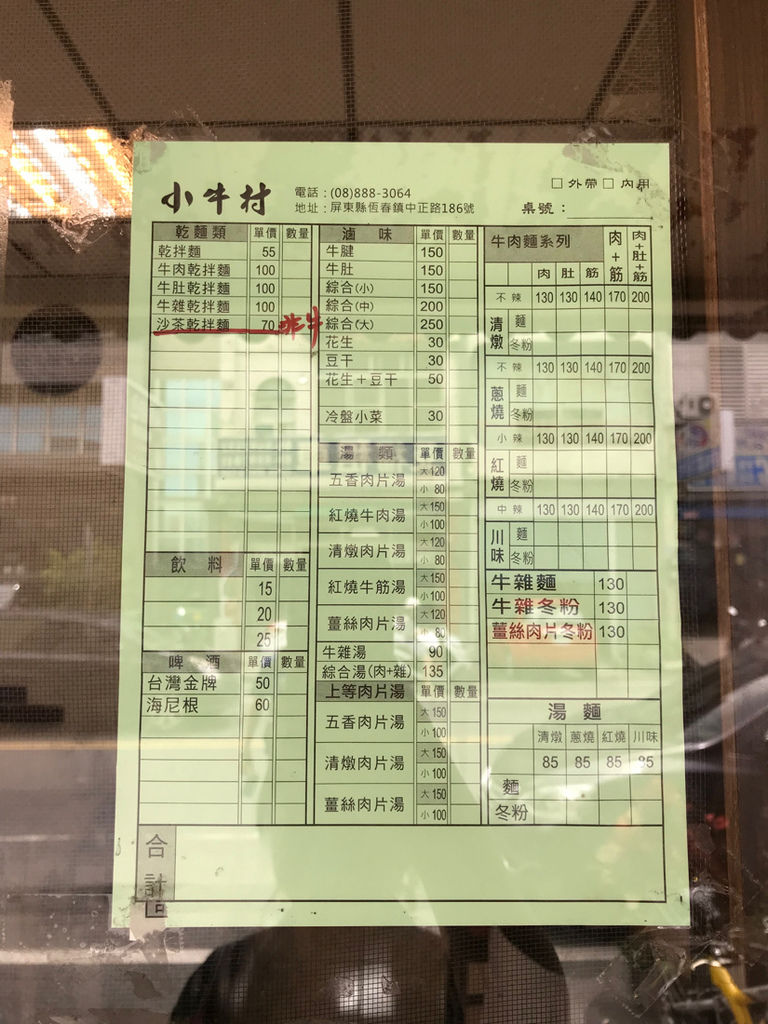 小牛村
電話：(08)888-3064
地址：屏東縣恆春鎮中正路186號
□ 外帶 □ 內用
桌號：
乾麵類 單價 數量
乾拌麵 55
牛肉乾拌麵 100
牛肚乾拌麵 100
牛雜乾拌麵 100
沙茶乾拌麵 70 非牛
飲 料 單價 數量
15
20
25
啤 酒 單價 數量
台灣金牌 50
海尼根 60
滷 味 單價 數量
牛腱 150
牛肚 150
綜合(小) 150
綜合(中) 200
綜合(大) 250
花生 30
豆干 30
花生＋豆干 50
冷盤小菜 30
湯 類 單價 數量
五香肉片湯 大120 小 80
紅燒牛肉湯 大150 小100
清燉肉片湯 大120 小 80
紅燒牛筋湯 大150 小100
薑絲肉片湯 大120 小 80
牛雜湯 90
綜合湯(肉+雜) 135
上等肉片湯 單價 數量
五香肉片湯 大150 小100
清燉肉片湯 大150 小100
薑絲肉片湯 大150 小100
牛肉麵系列 肉+筋 肉+肚+筋
肉 肚 筋
不 辣 130 130 140 170 200
清燉 麵
冬粉
不 辣 130 130 140 170 200
蔥燒 麵
冬粉
小 辣 130 130 140 170 200
紅燒 麵
冬粉
中 辣 130 130 140 170 200
川味 麵
冬粉
牛雜麵 130
牛雜冬粉 130
薑絲肉片冬粉 130
湯 麵
清燉 蔥燒 紅燒 川味
85 85 85 85
麵
冬粉
合計